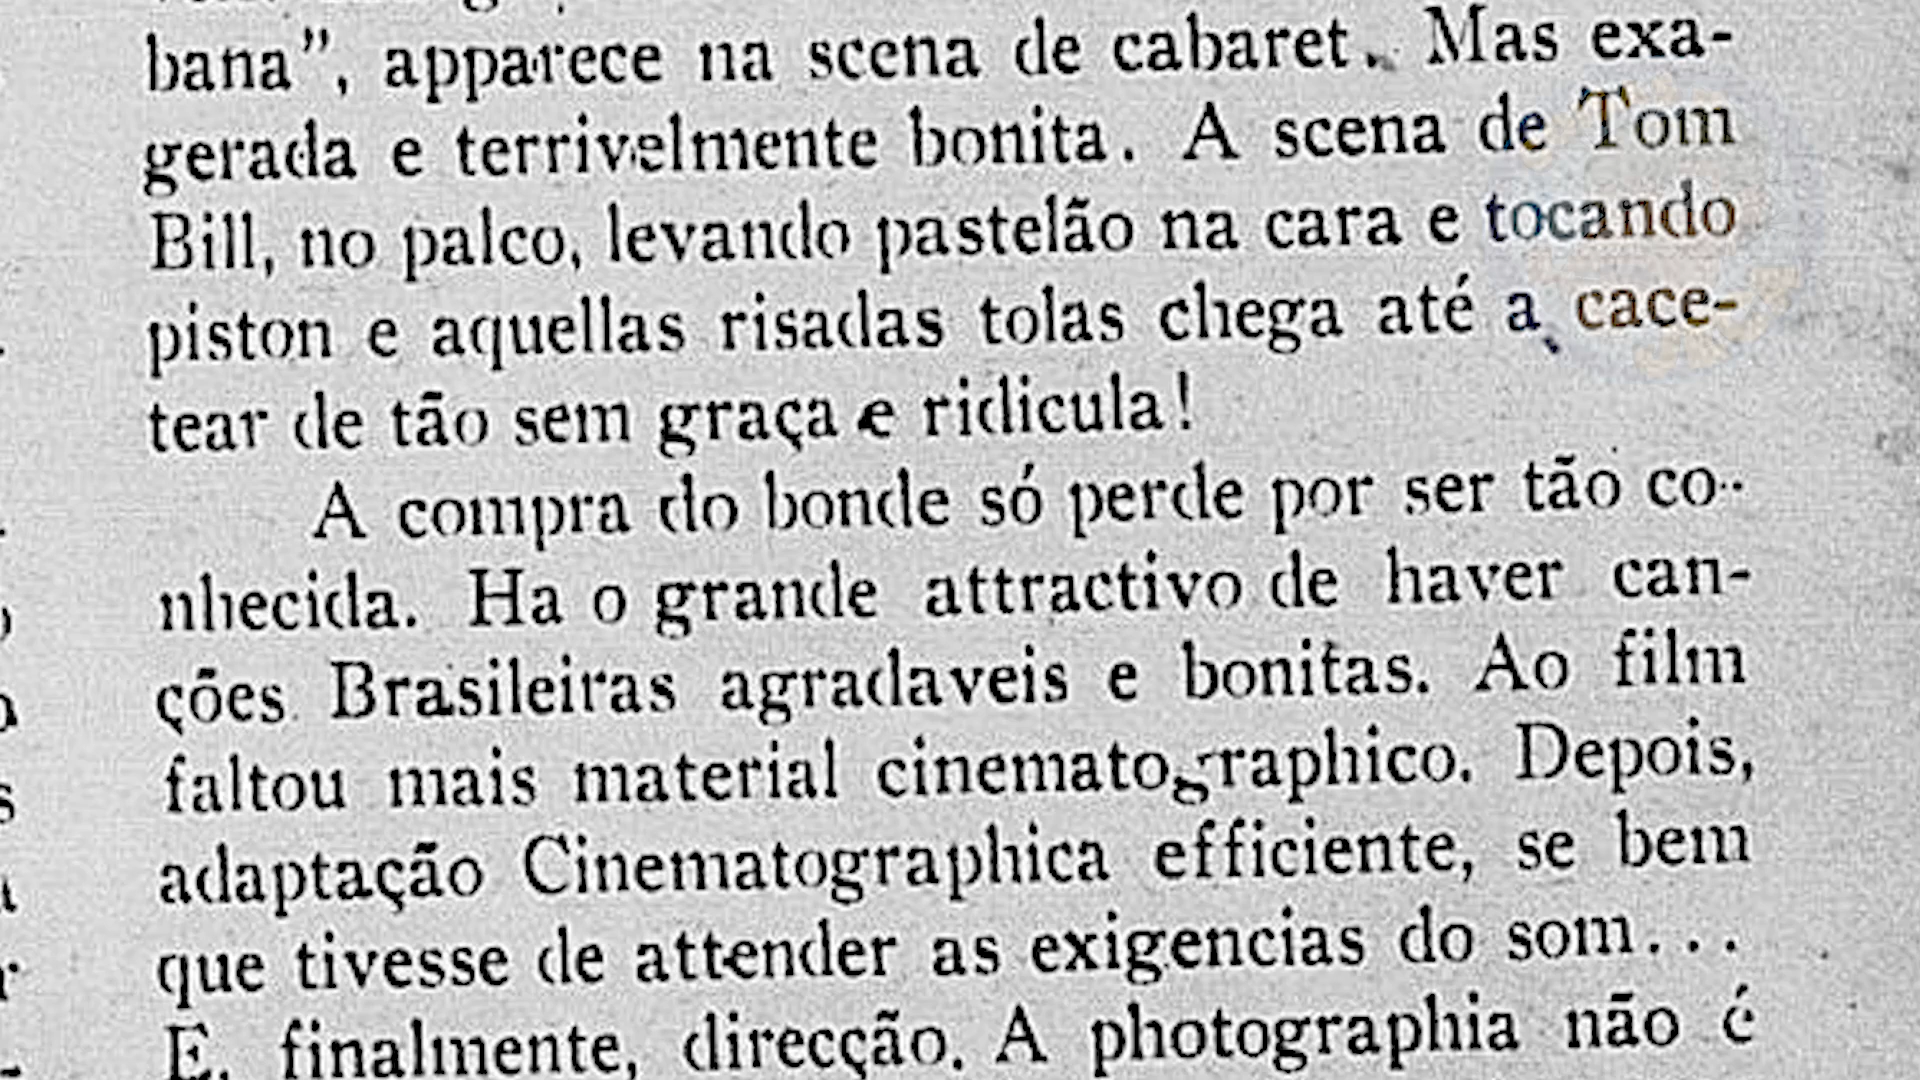 bana", apparece na scena de cabaret. Mas exa-
gerada e terrivelmente bonita. A scena de Tom
Bill, no palco, levando pastelão na cara e tocando
piston e aquellas risadas tolas chega até a cace-
tear de tão sem graça e ridicula!
A compra do bonde só perde por ser tão co-
nhecida. Ha o grande attractivo de haver can-
ções Brasileiras agradaveis e bonitas. Ao film
faltou mais material cinematographico. Depois,
adaptação Cinematographica efficiente, se bem
que tivesse de attender as exigencias do som...
E, finalmente, direcção. A photographia não é